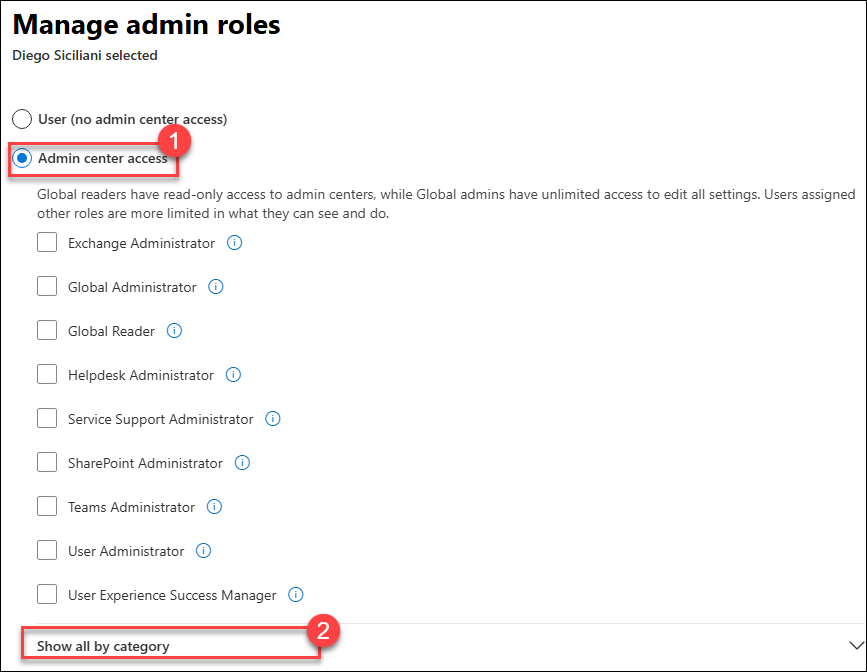 Manage admin roles
Diego Siciliani selected
User (no admin center access)
1
Admin center access
Global readers have read-only access to admin centers, while Global admins have unlimited access to edit all settings. Users assigned
other roles are more limited in what they can see and do.
Exchange Administrator
Global Administrator
Global Reader
Helpdesk Administrator
Service Support Administrator
SharePoint Administrator
Teams Administrator
User Administrator
User Experience Success Manager
2
Show all by category